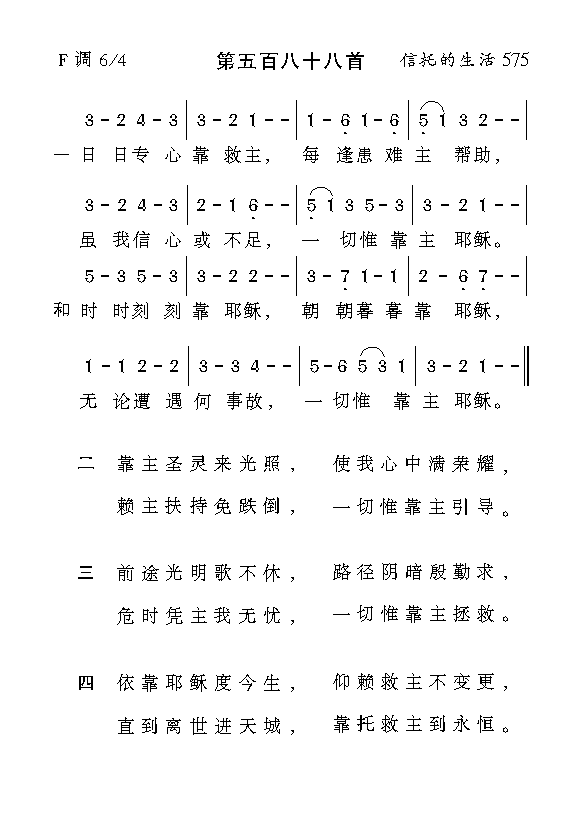 F 调 6/4 第五百八十八首 信托的生活 575
3 - 2 4 - 3 | 3 - 2 1 - - | 1 - 6 1 - 6 | 5 1 3 2 - - |
一 日 日专 心 靠 救主， 每 逢患 难 主 帮助，
3 - 2 4 - 3 | 2 - 1 6 - - | 5 1 3 5 - 3 | 3 - 2 1 - - |
虽 我信 心 或 不足， 一 切惟 靠 主 耶稣。
5 - 3 5 - 3 | 3 - 2 2 - - | 3 - 7 1 - 1 | 2 - 6 7 - - |
和 时 时刻 刻 靠 耶稣， 朝 朝暮 暮 靠 耶稣，
1 - 1 2 - 2 | 3 - 3 4 - - | 5 - 6 5 3 1 | 3 - 2 1 - - ‖
无 论遭 遇 何 事故， 一 切惟 靠 主 耶稣。
二 靠主圣灵来光照， 使我心中满荣耀，
赖主扶持免跌倒， 一切惟靠主引导。
三 前途光明歌不休， 路径阴暗殷勤求，
危时凭主我无忧， 一切惟靠主拯救。
四 依靠耶稣度今生， 仰赖救主不变更，
直到离世进天城， 靠托救主到永恒。